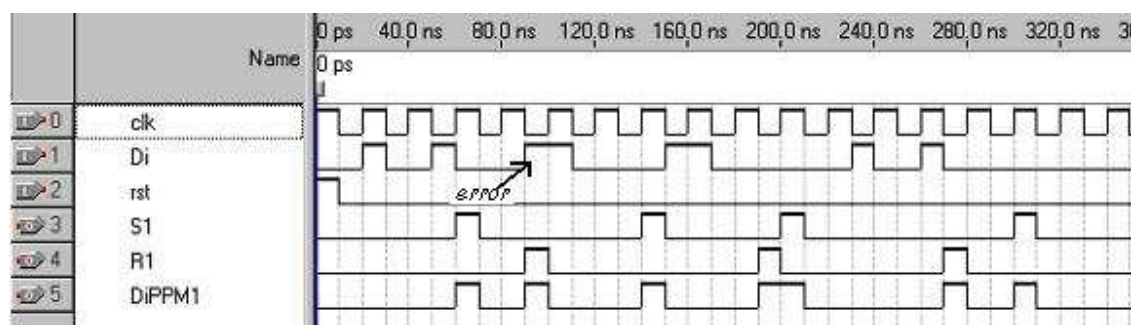 0 ps 40.0 ns 80.0 ns 120.0 ns 160.0 ns 200.0 ns 240.0 ns 280.0 ns 320.0 ns
Name
0 ps
0 clk
1 Di
error
2 rst
3 S1
4 R1
5 DiPPM1